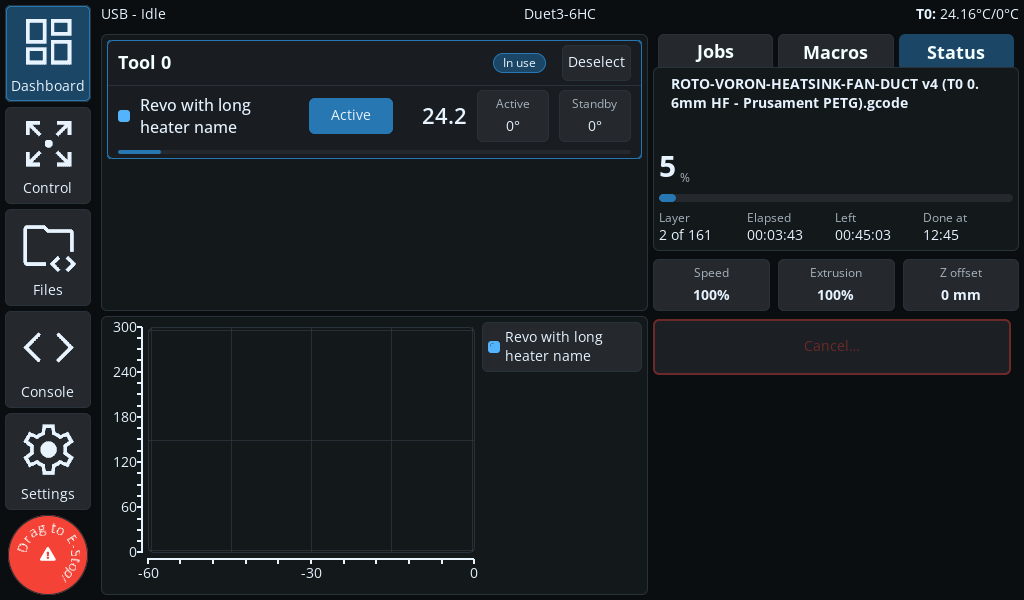 USB - Idle
Duet3-6HC
T0: 24.16°C/0°C
Dashboard
Control
Files
Console
Settings
Drag to E-Stop!
Tool 0
In use
Deselect
Revo with long
heater name
Active
24.2
Active
0°
Standby
0°
300
240
180
120
60
0
-60
-30
0
Revo with long
heater name
Jobs
Macros
Status
ROTO-VORON-HEATSINK-FAN-DUCT v4 (T0 0.
6mm HF - Prusament PETG).gcode
5 %
Layer
2 of 161
Elapsed
00:03:43
Left
00:45:03
Done at
12:45
Speed
100%
Extrusion
100%
Z offset
0 mm
Cancel...